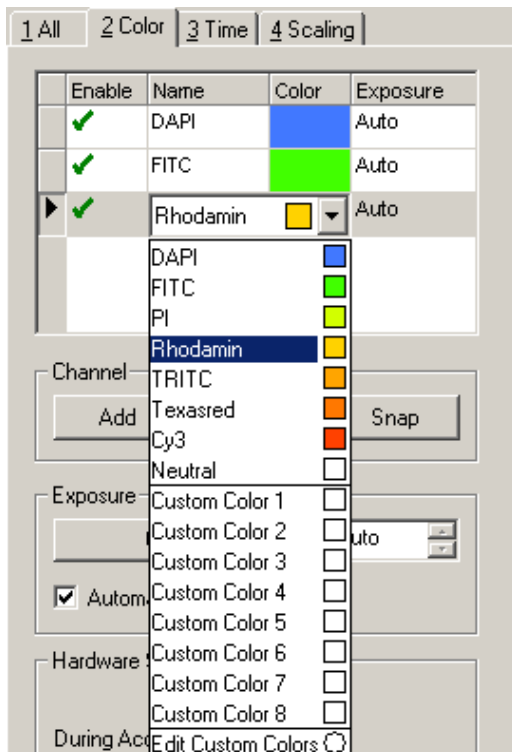 1 All 2 Color 3 Time 4 Scaling
Enable Name Color Exposure
DAPI Auto
FITC Auto
Rhodamin Auto
DAPI
FITC
PI
Rhodamin
Channel
TRITC
Add Texasred Snap
Cy3
Neutral
Exposure
Custom Color 1
Custom Color 2
Custom Color 3
Custom Color 4
Custom Color 5
Custom Color 6
Hardware
Custom Color 7
Custom Color 8
During Edit Custom Colors